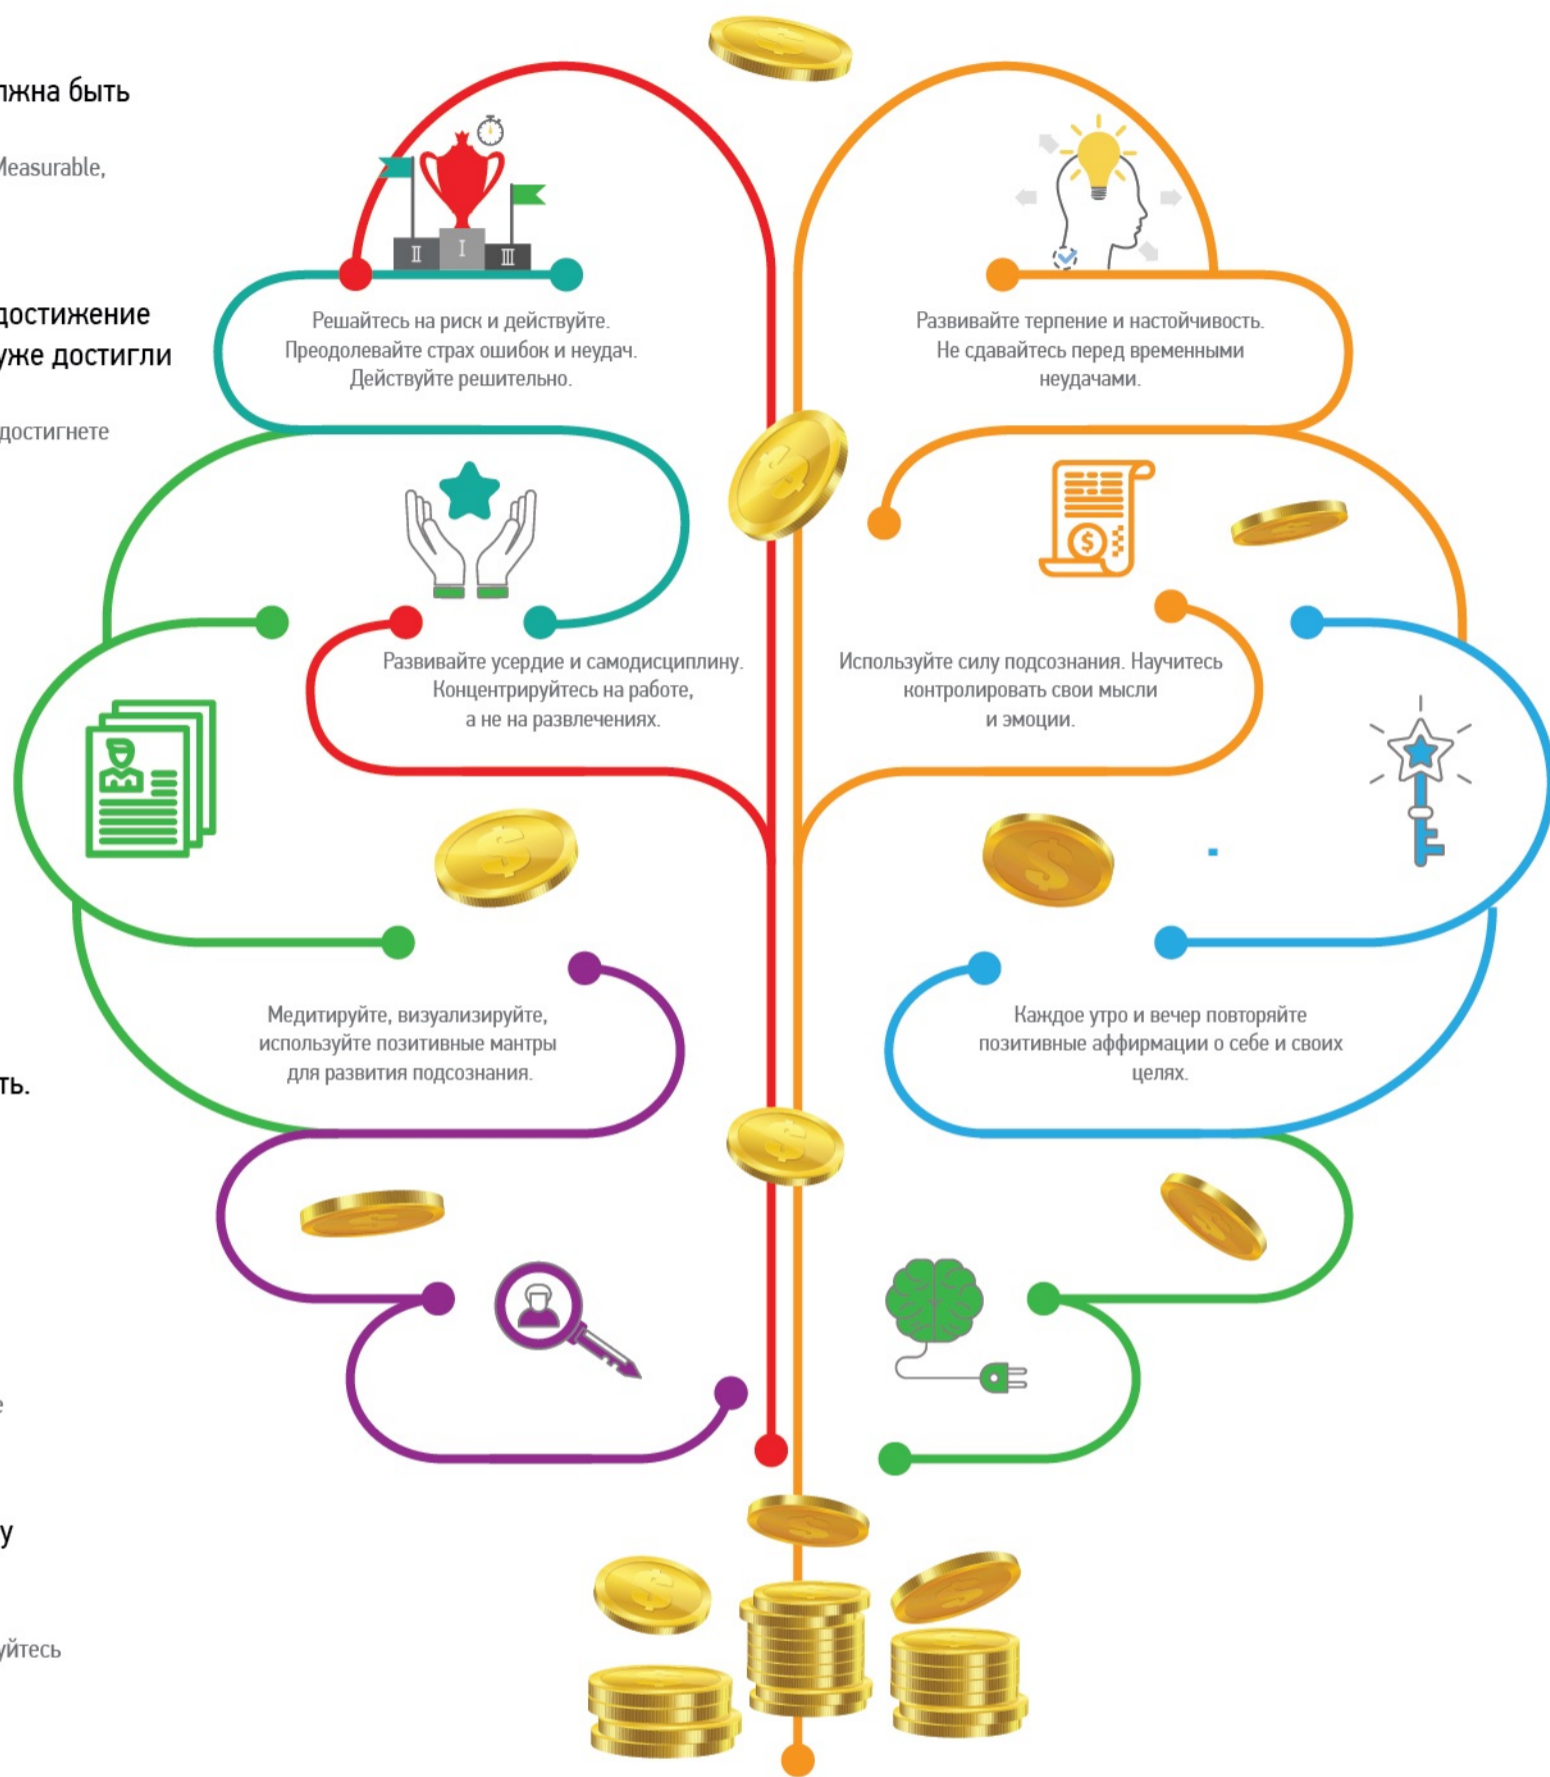 лжна быть
Measurable,
достижение
уже достигли
достигнете
ть.
е
у
уйтесь
II
I
III
Решайтесь на риск и действуйте.
Преодолевайте страх ошибок и неудач.
Действуйте решительно.
Развивайте терпение и настойчивость.
Не сдавайтесь перед временными
неудачами.
Развивайте усердие и самодисциплину.
Концентрируйтесь на работе,
а не на развлечениях.
Используйте силу подсознания. Научитесь
контролировать свои мысли
и эмоции.
Медитируйте, визуализируйте,
используйте позитивные мантры
для развития подсознания.
Каждое утро и вечер повторяйте
позитивные аффирмации о себе и своих
целях.